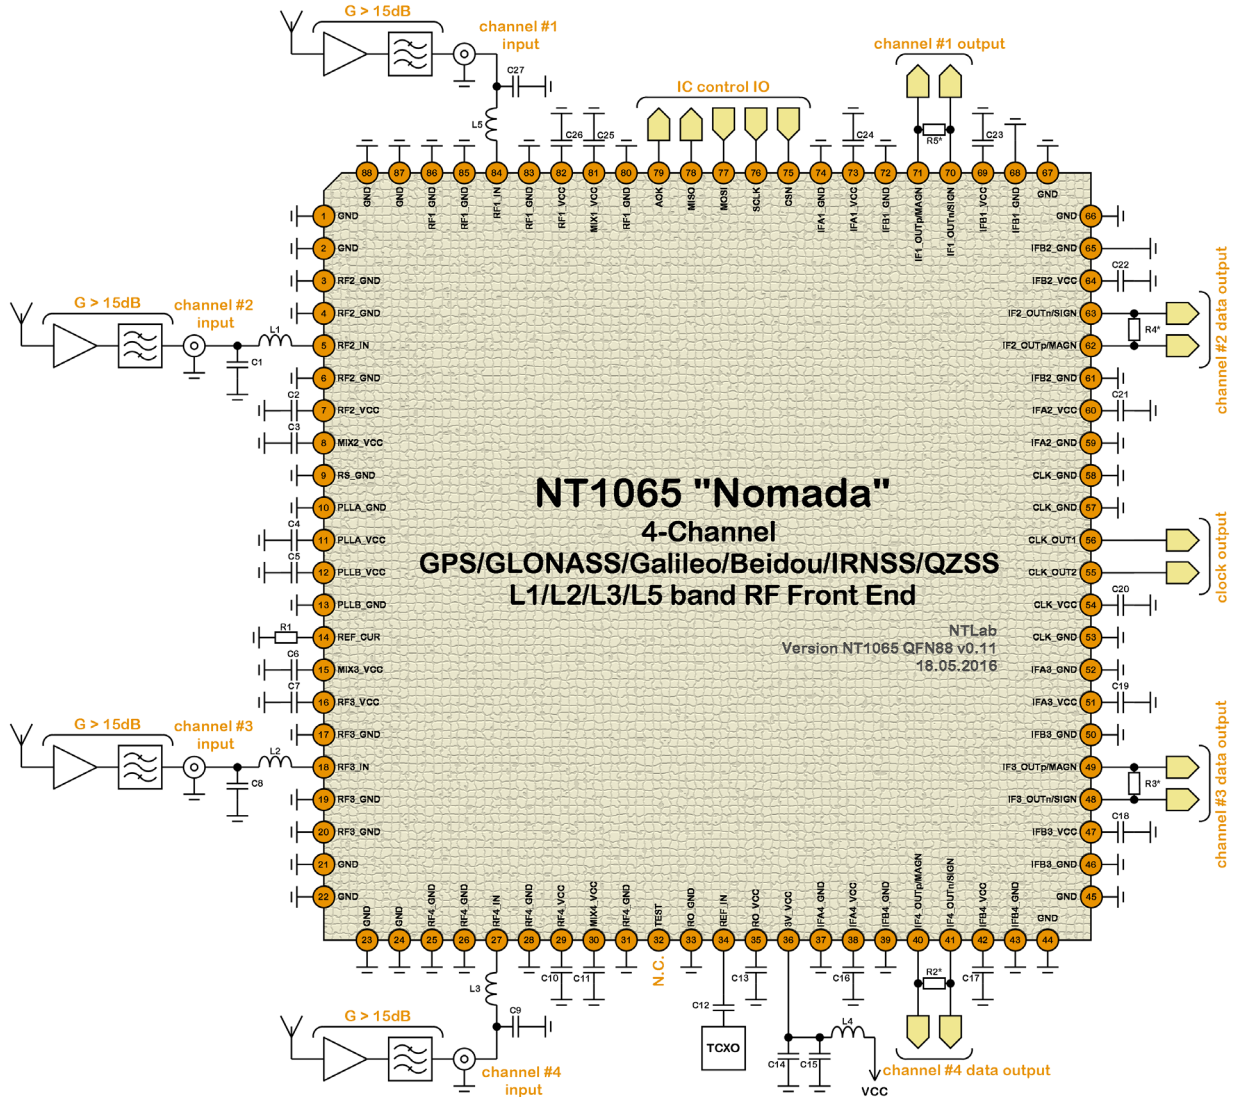 G > 15dB
channel #1
input
C27
L5
IC control IO
channel #1 output
C26
C25
C24
R5*
C23
88
87
86
85
84
83
82
81
80
79
78
77
76
75
74
73
72
71
70
69
68
67
GND
GND
RF1_GND
RF1_GND
RF1_IN
RF1_GND
RF1_VCC
MIX1_VCC
RF1_GND
AOK
MISO
MOSI
SCLK
CSN
IFA1_GND
IFA1_VCC
IFB1_GND
IF1_OUTp/MAGN
IF1_OUTn/SIGN
IFB1_VCC
IFB1_GND
GND
1 GND
2 GND
3 RF2_GND
4 RF2_GND
5 RF2_IN
6 RF2_GND
7 RF2_VCC
8 MIX2_VCC
9 RS_GND
10 PLLA_GND
11 PLLA_VCC
12 PLLB_VCC
13 PLLB_GND
14 REF_CUR
15 MIX3_VCC
16 RF3_VCC
17 RF3_GND
18 RF3_IN
19 RF3_GND
20 RF3_GND
21 GND
22 GND
G > 15dB
channel #2
input
L1
C1
C2
C3
C4
C5
R1
C6
C7
G > 15dB
channel #3
input
L2
C8
NT1065 "Nomada"
4-Channel
GPS/GLONASS/Galileo/Beidou/IRNSS/QZSS
L1/L2/L3/L5 band RF Front End
NTLab
Version NT1065 QFN88 v0.11
18.05.2016
GND 66
IFB2_GND 65
IFB2_VCC 64
IF2_OUTn/SIGN 63
IF2_OUTp/MAGN 62
IFB2_GND 61
IFA2_VCC 60
IFA2_GND 59
CLK_GND 58
CLK_GND 57
CLK_OUT1 56
CLK_OUT2 55
CLK_VCC 54
CLK_GND 53
IFA3_GND 52
IFA3_VCC 51
IFB3_GND 50
IF3_OUTp/MAGN 49
IF3_OUTn/SIGN 48
IFB3_VCC 47
IFB3_GND 46
GND 45
C22
R4*
channel #2 data output
C21
clock output
C20
C19
R3*
channel #3 data output
C18
GND
GND
RF4_GND
RF4_GND
RF4_IN
RF4_GND
RF4_VCC
MIX4_VCC
RF4_GND
TEST
RO_GND
REF_IN
RO_VCC
3V_VCC
IFA4_GND
IFA4_VCC
IFB4_GND
IF4_OUTp/MAGN
IF4_OUTn/SIGN
IFB4_VCC
IFB4_GND
GND
23
24
25
26
27
28
29
30
31
32
33
34
35
36
37
38
39
40
41
42
43
44
L3
C10
C11
N.C.
C13
C16
R2*
C17
C9
C12
G > 15dB
channel #4
input
TCXO
C14
C15
L4
VCC
channel #4 data output